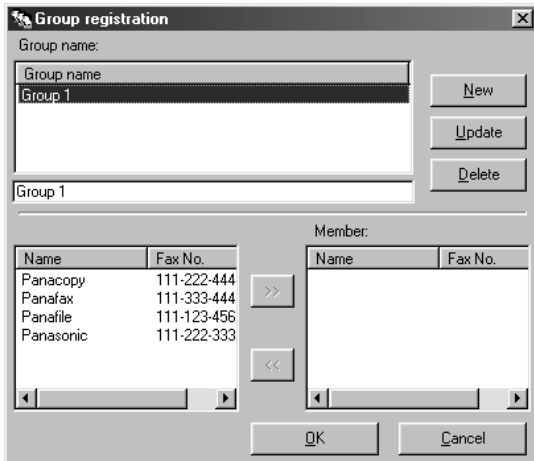 Group registration
Group name:
Group name
Group 1
New
Update
Delete
Group 1
Member:
Name Fax No.
Panacopy 111-222-444
Panafax 111-333-444
Panafile 111-123-456
Panasonic 111-222-333
>>
<<
Name Fax No.
OK Cancel